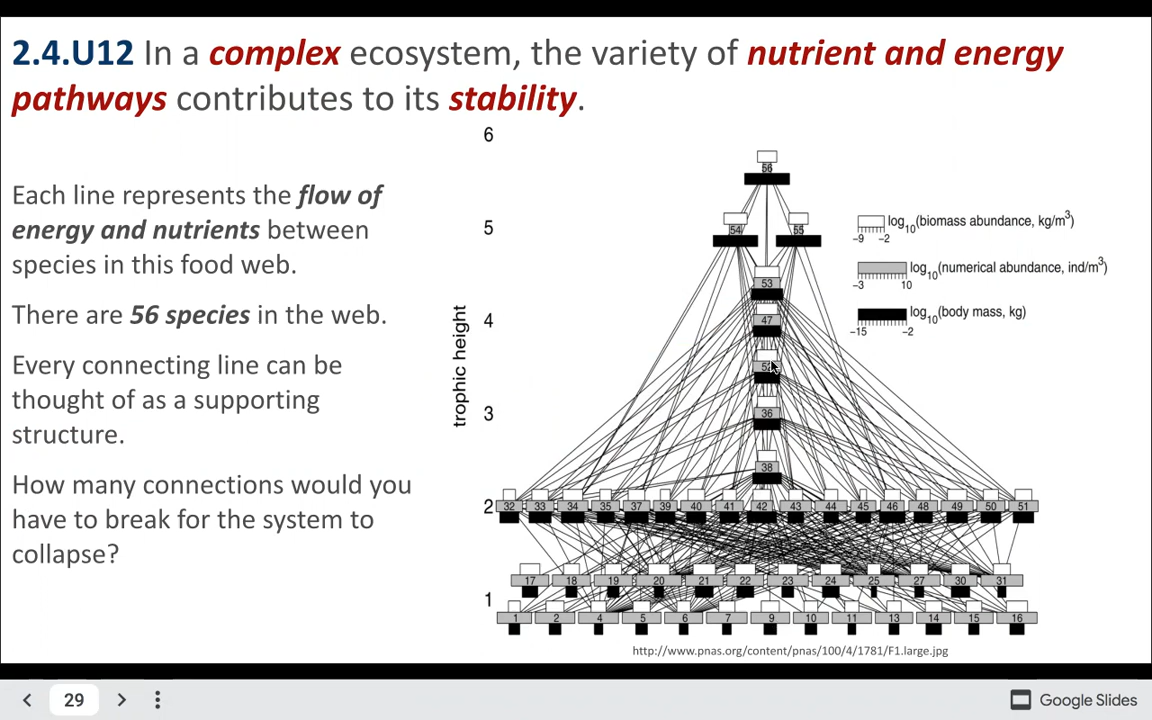 2.4.U12 In a complex ecosystem, the variety of nutrient and energy
pathways contributes to its stability.
Each line represents the flow of
energy and nutrients between
species in this food web.
There are 56 species in the web.
Every connecting line can be
thought of as a supporting
structure.
How many connections would you
have to break for the system to
collapse?
trophic height
6
5
4
3
2
1
56
54 55
53
47
52
36
38
32 33 34 35 37 39 40 41 42 43 44 45 46 48 49 50 51
17 18 19 20 21 22 23 24 25 27 30 31
1 2 4 5 6 7 9 10 11 13 14 15 16
log10(biomass abundance, kg/m3)
-9 -2
log10(numerical abundance, ind/m3)
-3 10
log10(body mass, kg)
-15 -2
http://www.pnas.org/content/pnas/100/4/1781/F1.large.jpg
29
Google Slides